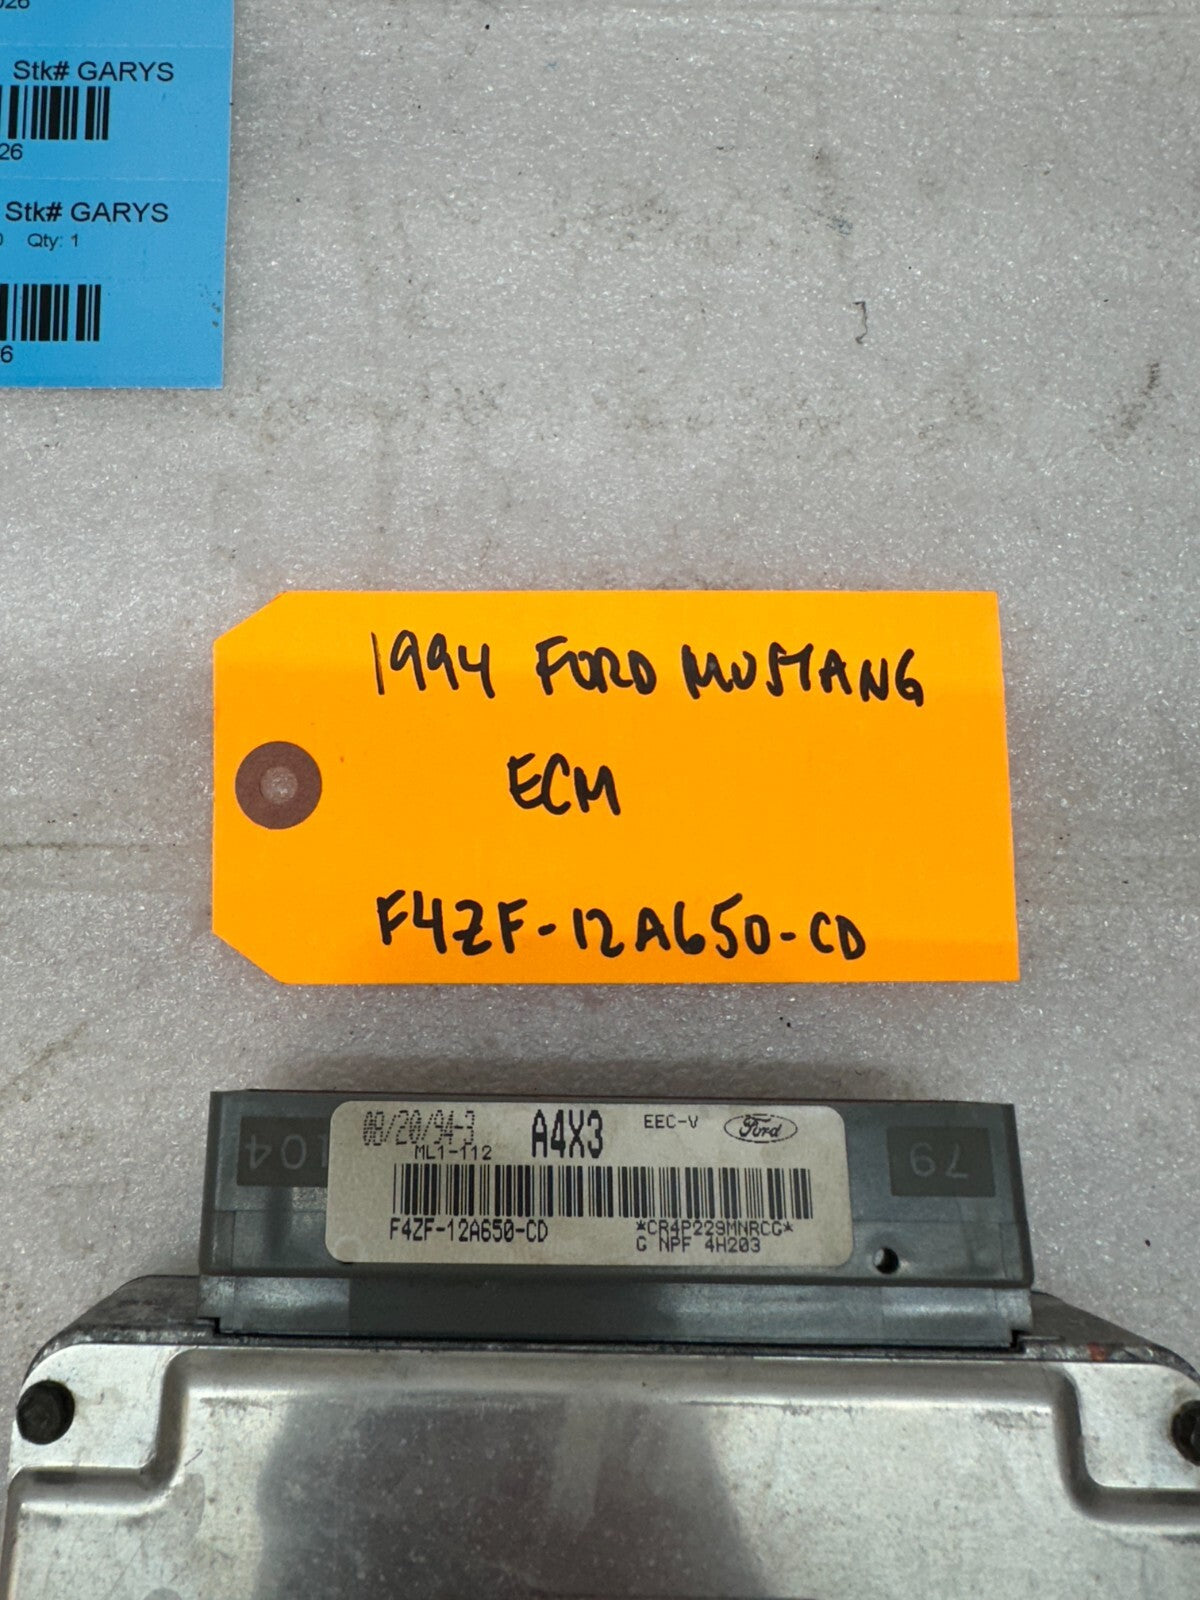 026
Stk# GARYS
26
Stk# GARYS
Qty: 1
6
1994 FORD MUSTANG
ECM
F4ZF-12A650-CD
08/20/94-3
A4X3
EEC-V
Ford
ML1-112
104
79
F4ZF-12A650-CD
*CR4P229MNRCG*
G NPF 4H203